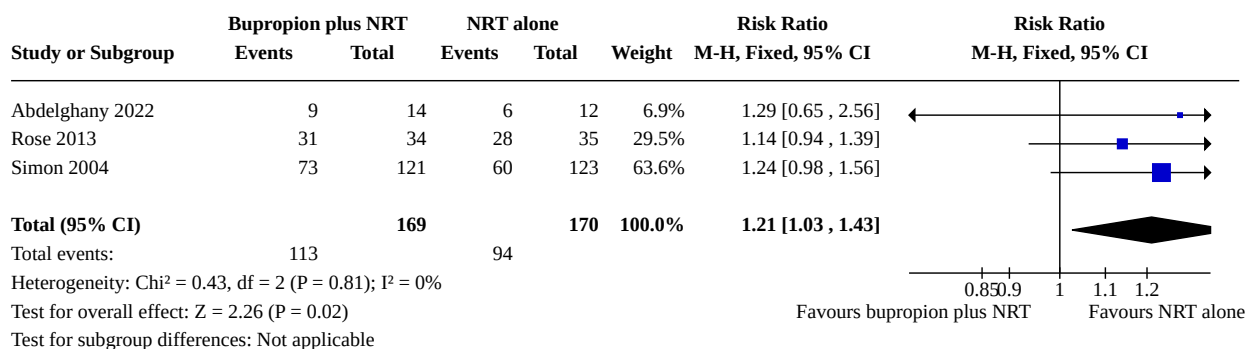 Bupropion plus NRT NRT alone Risk Ratio Risk Ratio
Study or Subgroup Events Total Events Total Weight M-H, Fixed, 95% CI M-H, Fixed, 95% CI
Abdelghany 2022 9 14 6 12 6.9% 1.29 [0.65 , 2.56]
Rose 2013 31 34 28 35 29.5% 1.14 [0.94 , 1.39]
Simon 2004 73 121 60 123 63.6% 1.24 [0.98 , 1.56]
Total (95% CI) 169 170 100.0% 1.21 [1.03 , 1.43]
Total events: 113 94
Heterogeneity: Chi² = 0.43, df = 2 (P = 0.81); I² = 0%
0.85 0.9 1 1.1 1.2
Test for overall effect: Z = 2.26 (P = 0.02) Favours bupropion plus NRT Favours NRT alone
Test for subgroup differences: Not applicable